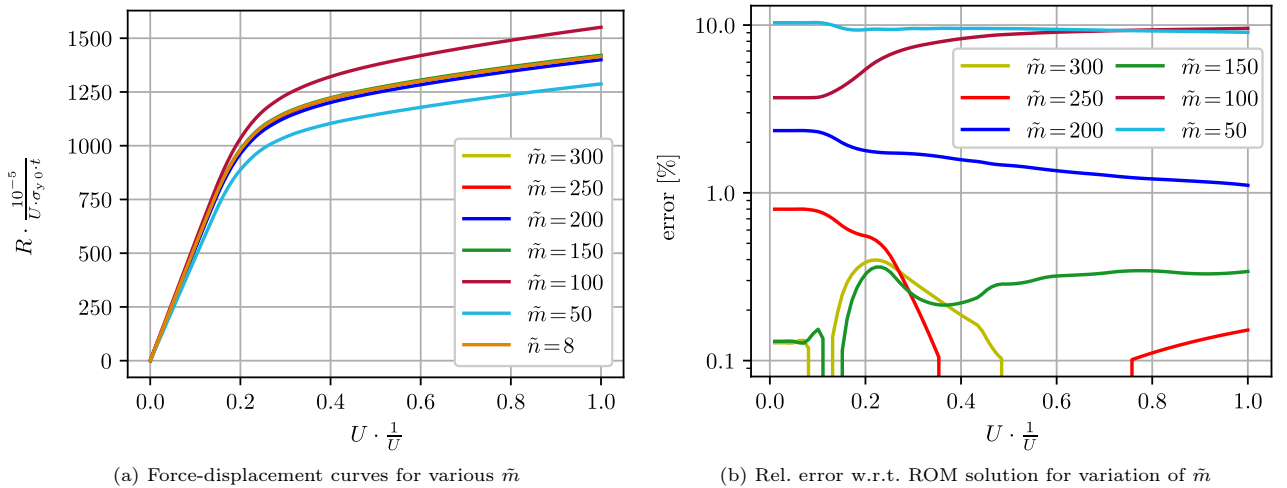 1500
1250
1000
750
500
250
0
R · 10⁻⁵ / U·σ_{y 0}·t
m̃ = 300
m̃ = 250
m̃ = 200
m̃ = 150
m̃ = 100
m̃ = 50
ñ = 8
0.0 0.2 0.4 0.6 0.8 1.0
U · 1/U
(a) Force-displacement curves for various m̃
10.0
1.0
0.1
error [%]
m̃ = 300 m̃ = 150
m̃ = 250 m̃ = 100
m̃ = 200 m̃ = 50
0.0 0.2 0.4 0.6 0.8 1.0
U · 1/U
(b) Rel. error w.r.t. ROM solution for variation of m̃